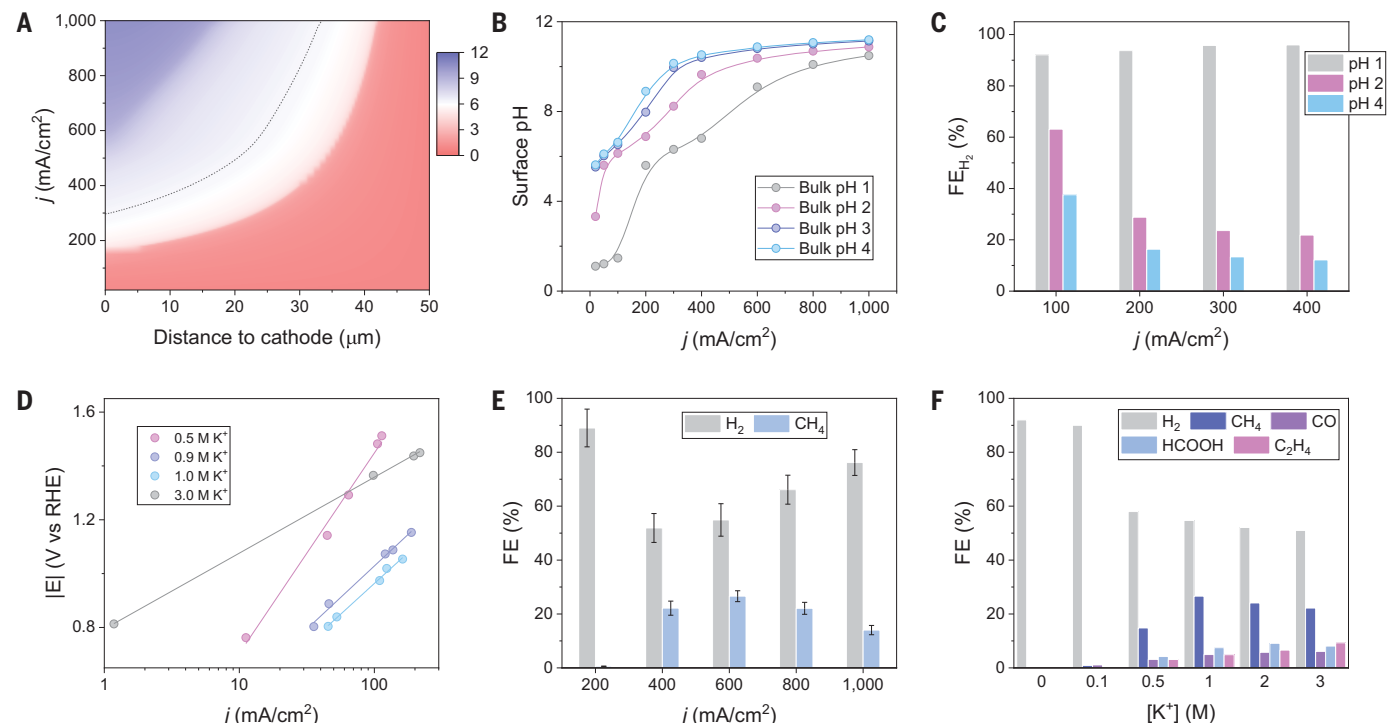 A
1,000
800
600
400
200
j (mA/cm²)
0
10
20
30
40
50
Distance to cathode (μm)
12
9
6
3
0
B
12
8
4
0
Surface pH
Bulk pH 1
Bulk pH 2
Bulk pH 3
Bulk pH 4
0
200
400
600
800
1,000
j (mA/cm²)
C
100
80
60
40
20
0
FE_H₂ (%)
pH 1
pH 2
pH 4
100
200
300
400
j (mA/cm²)
D
1.6
1.2
0.8
|E| (V vs RHE)
0.5 M K⁺
0.9 M K⁺
1.0 M K⁺
3.0 M K⁺
1
10
100
j (mA/cm²)
E
100
80
60
40
20
0
FE (%)
H₂
CH₄
200
400
600
800
1,000
j (mA/cm²)
F
100
80
60
40
20
0
FE (%)
H₂
CH₄
CO
HCOOH
C₂H₄
0
0.1
0.5
1
2
3
[K⁺] (M)